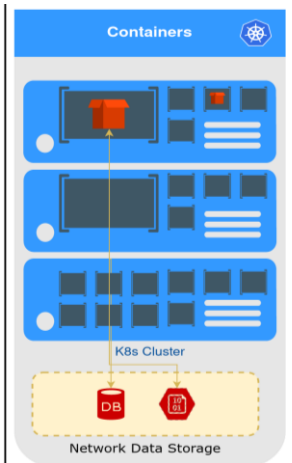 Containers
K8s Cluster
DB
10
01
Network Data Storage